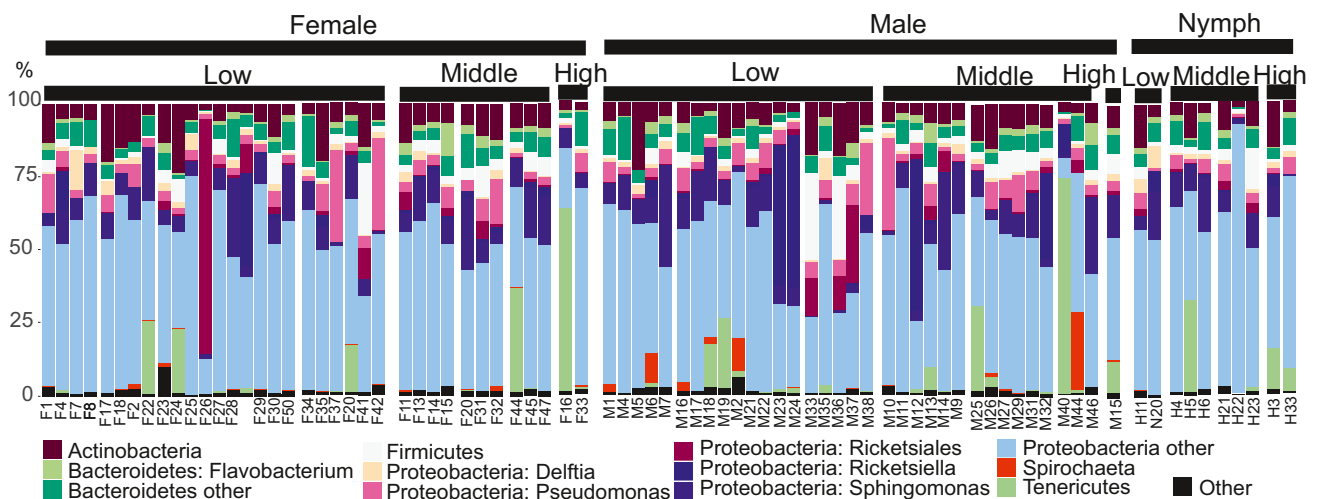 Female Male Nymph
Low Middle High Low Middle High Low Middle High
%
100
75
50
25
0
F1 F4 F7 F8 F17 F18 F2 F22 F23 F24 F25 F26 F27 F28 F29 F30 F50 F34 F35 F37 F20 F41 F42 F11 F12 F14 F15 F20 F31 F32 F44 F45 F47 F16 F33 M1 M4 M5 M6 M16 M17 M18 M19 M2 M21 M22 M23 M24 M33 M35 M36 M37 M38 M10 M11 M12 M13 M14 M9 M25 M26 M27 M29 M31 M32 M40 M44 M46 M15 H11 N20 H4 H5 H6 H21 H22 H23 H3 H33
Actinobacteria Firmicutes Proteobacteria: Ricketsiales Proteobacteria other
Bacteroidetes: Flavobacterium Proteobacteria: Delftia Proteobacteria: Ricketsiella Spirochaeta
Bacteroidetes other Proteobacteria: Pseudomonas Proteobacteria: Sphingomonas Tenericutes Other